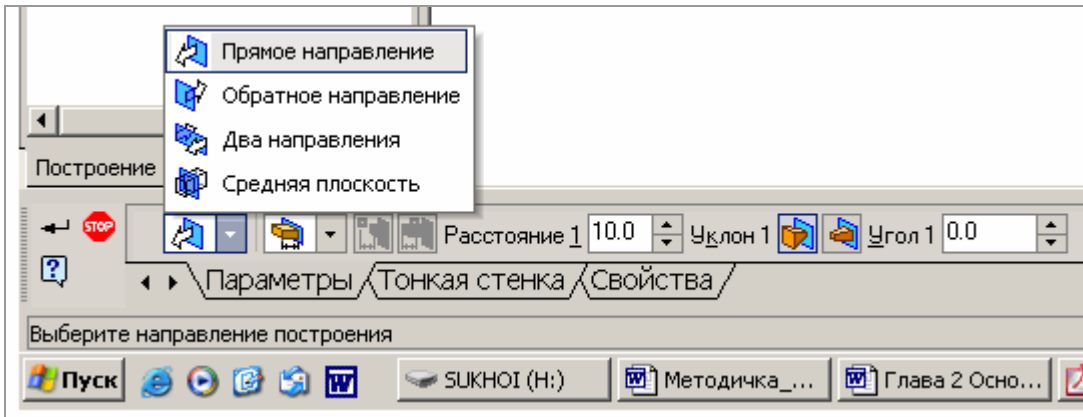 Прямое направление
Обратное направление
Два направления
Средняя плоскость
Построение
STOP Расстояние 1 10.0 Уклон 1 Угол 1 0.0
? Параметры Тонкая стенка Свойства
Выберите направление построения
Пуск W SUKHOI (H:) Методичка_... Глава 2 Осно...